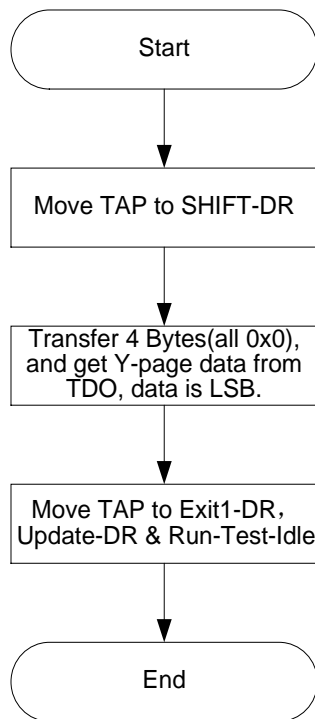 Start
Move TAP to SHIFT-DR
Transfer 4 Bytes(all 0x0),
and get Y-page data from
TDO, data is LSB.
Move TAP to Exit1-DR，
Update-DR & Run-Test-Idle
End